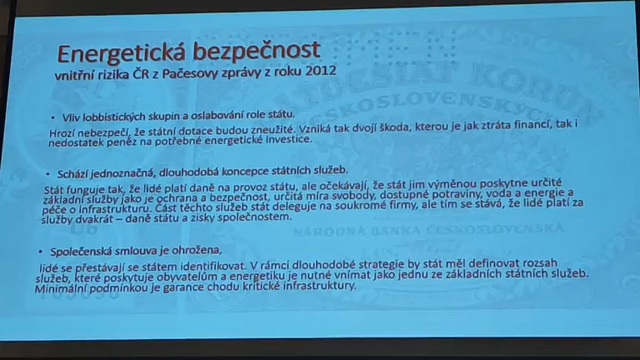 Energetická bezpečnost
vnitřní rizika ČR z Pačesovy zprávy z roku 2012
• Vliv lobbistických skupin a oslabování role státu.
Hrozí nebezpečí, že státní dotace budou zneužité. Vzniká tak dvojí škoda, kterou je jak ztráta financí, tak i
nedostatek peněz na potřebné energetické investice.
• Schází jednoznačná, dlouhodobá koncepce státních služeb.
Stát funguje tak, že lidé platí daně na provoz státu, ale očekávají, že stát jim výměnou poskytne určité
základní služby jako je ochrana a bezpečnost, určitá míra svobody, dostupné potraviny, voda a energie a
péče o infrastrukturu. Část těchto služeb stát deleguje na soukromé firmy, ale tím se stává, že lidé platí za
služby dvakrát – daně státu a zisky společnostem.
NÁRODNÁ BANKA ČESKOSLOVENSKÁ
• Společenská smlouva je ohrožena,
lidé se přestávají se státem identifikovat. V rámci dlouhodobé strategie by stát měl definovat rozsah
služeb, které poskytuje obyvatelům a energetiku je nutné vnímat jako jednu ze základních státních služeb.
Minimální podmínkou je garance chodu kritické infrastruktury.